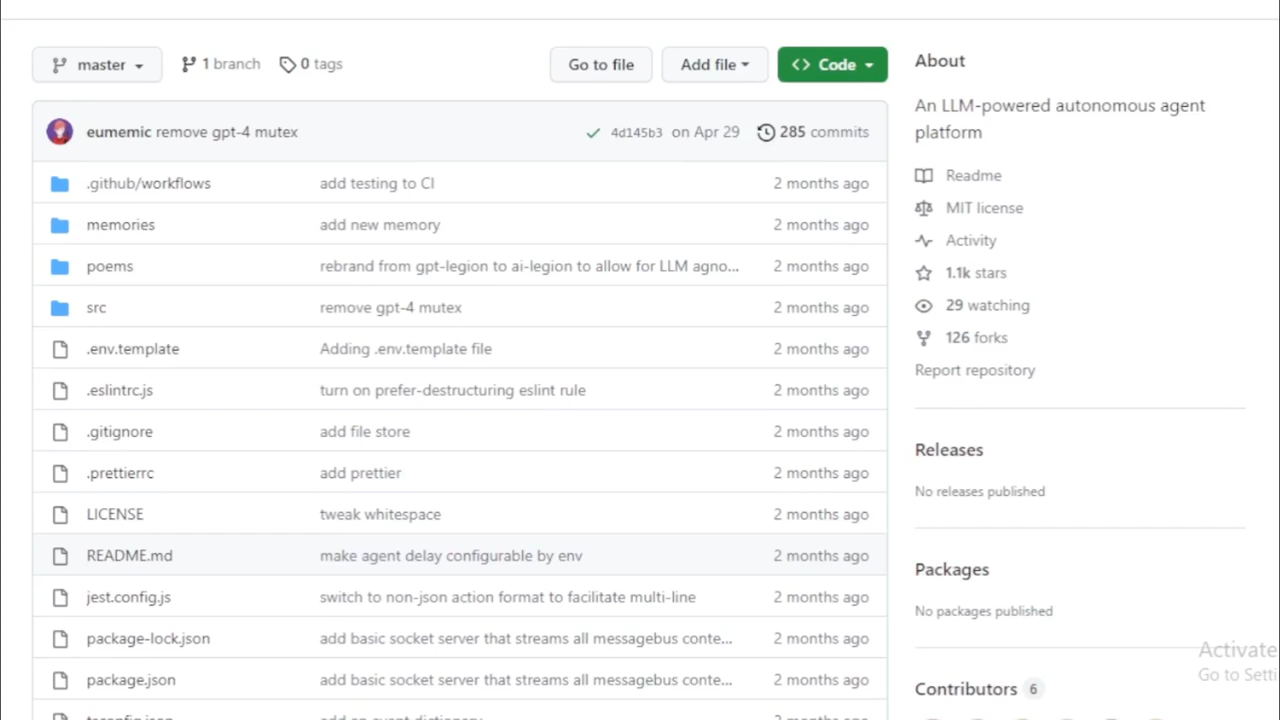 master
1 branch
0 tags
Go to file
Add file
Code
eumemic remove gpt-4 mutex
4d145b3 on Apr 29
285 commits
.github/workflows add testing to CI 2 months ago
memories add new memory 2 months ago
poems rebrand from gpt-legion to ai-legion to allow for LLM agno... 2 months ago
src remove gpt-4 mutex 2 months ago
.env.template Adding .env.template file 2 months ago
.eslintrc.js turn on prefer-destructuring eslint rule 2 months ago
.gitignore add file store 2 months ago
.prettierrc add prettier 2 months ago
LICENSE tweak whitespace 2 months ago
README.md make agent delay configurable by env 2 months ago
jest.config.js switch to non-json action format to facilitate multi-line 2 months ago
package-lock.json add basic socket server that streams all messagebus conte... 2 months ago
package.json add basic socket server that streams all messagebus conte... 2 months ago
About
An LLM-powered autonomous agent
platform
Readme
MIT license
Activity
1.1k stars
29 watching
126 forks
Report repository
Releases
No releases published
Packages
No packages published
Contributors 6
Activate
Go to Setti